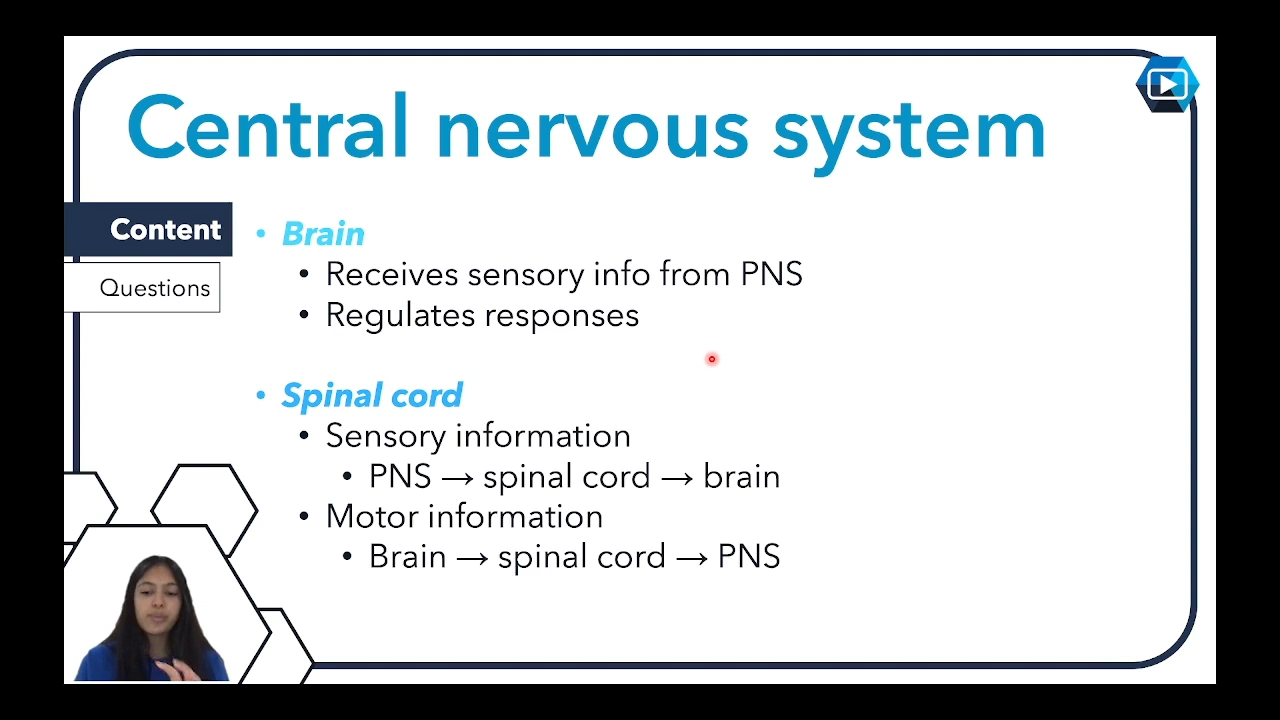 Central nervous system
Content
Questions
• Brain
• Receives sensory info from PNS
• Regulates responses
• Spinal cord
• Sensory information
• PNS → spinal cord → brain
• Motor information
• Brain → spinal cord → PNS